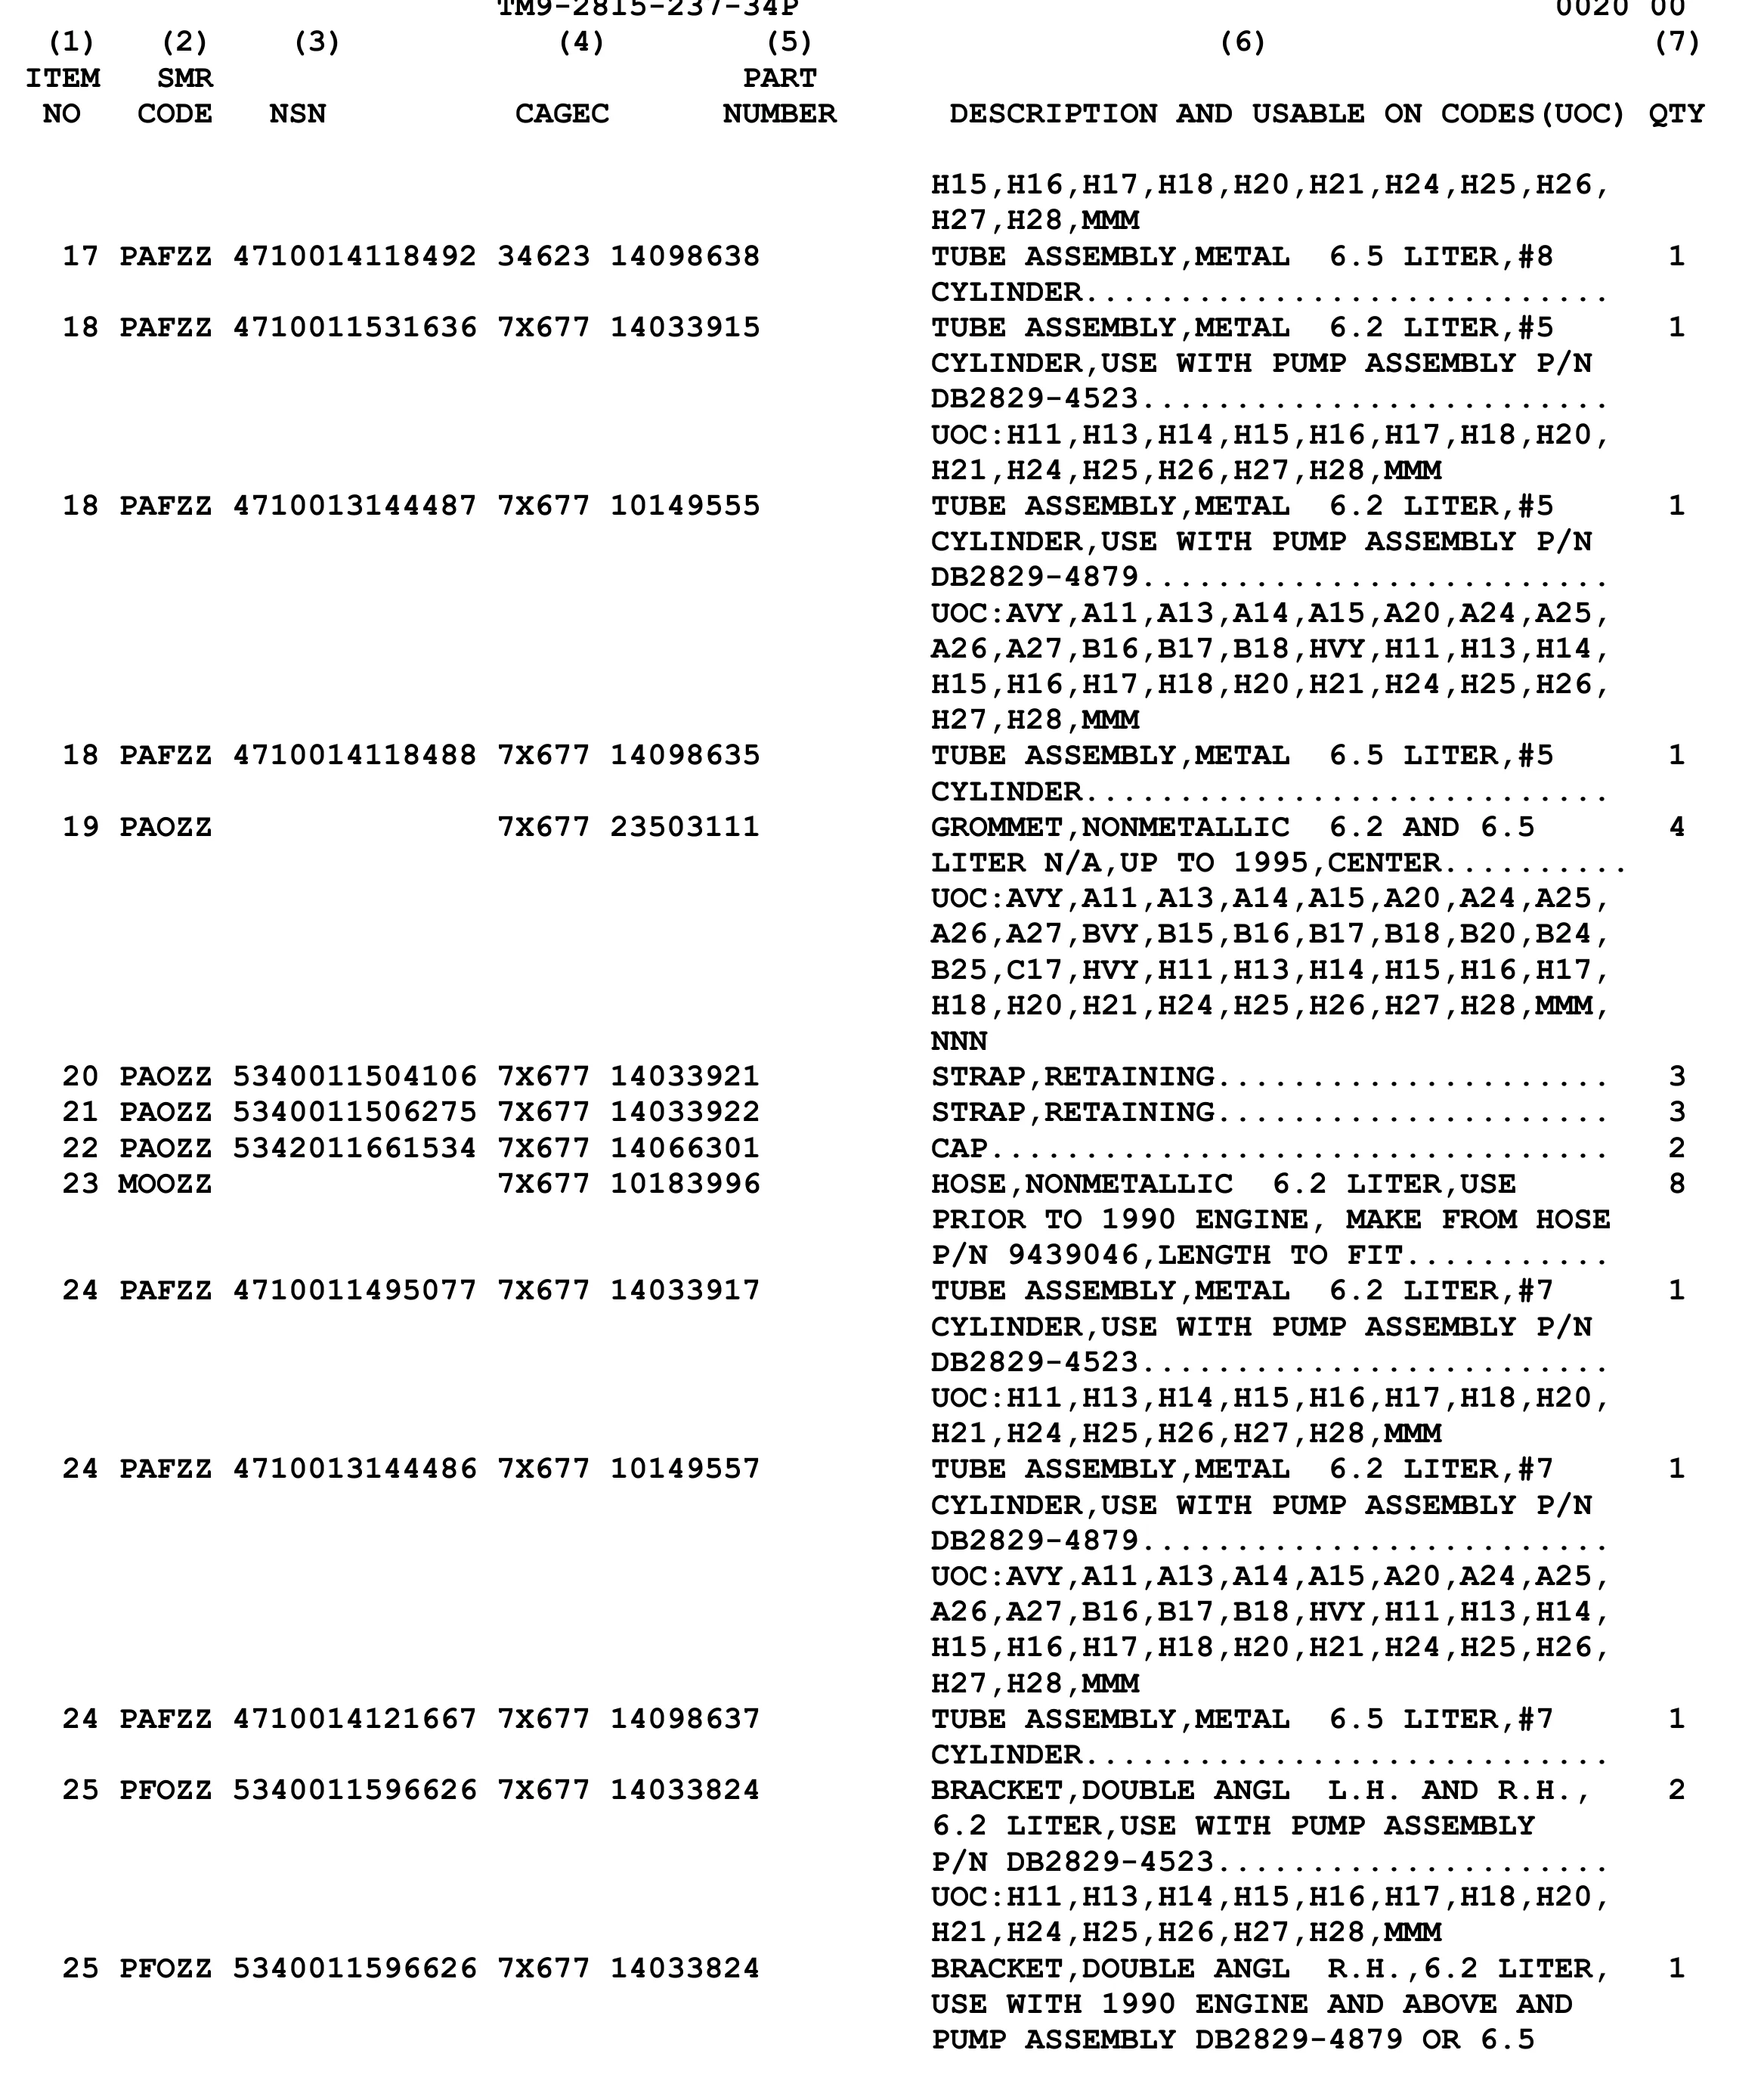 TM9-2815-237-34P 0020 00
(1) (2) (3) (4) (5) (6) (7)
ITEM SMR PART
NO CODE NSN CAGEC NUMBER DESCRIPTION AND USABLE ON CODES(UOC) QTY
H15,H16,H17,H18,H20,H21,H24,H25,H26,
H27,H28,MMM
17 PAFZZ 4710014118492 34623 14098638 TUBE ASSEMBLY,METAL 6.5 LITER,#8 1
CYLINDER............................
18 PAFZZ 4710011531636 7X677 14033915 TUBE ASSEMBLY,METAL 6.2 LITER,#5 1
CYLINDER,USE WITH PUMP ASSEMBLY P/N
DB2829-4523.........................
UOC:H11,H13,H14,H15,H16,H17,H18,H20,
H21,H24,H25,H26,H27,H28,MMM
18 PAFZZ 4710013144487 7X677 10149555 TUBE ASSEMBLY,METAL 6.2 LITER,#5 1
CYLINDER,USE WITH PUMP ASSEMBLY P/N
DB2829-4879.........................
UOC:AVY,A11,A13,A14,A15,A20,A24,A25,
A26,A27,B16,B17,B18,HVY,H11,H13,H14,
H15,H16,H17,H18,H20,H21,H24,H25,H26,
H27,H28,MMM
18 PAFZZ 4710014118488 7X677 14098635 TUBE ASSEMBLY,METAL 6.5 LITER,#5 1
CYLINDER............................
19 PAOZZ 7X677 23503111 GROMMET,NONMETALLIC 6.2 AND 6.5 4
LITER N/A,UP TO 1995,CENTER..........
UOC:AVY,A11,A13,A14,A15,A20,A24,A25,
A26,A27,BVY,B15,B16,B17,B18,B20,B24,
B25,C17,HVY,H11,H13,H14,H15,H16,H17,
H18,H20,H21,H24,H25,H26,H27,H28,MMM,
NNN
20 PAOZZ 5340011504106 7X677 14033921 STRAP,RETAINING..................... 3
21 PAOZZ 5340011506275 7X677 14033922 STRAP,RETAINING..................... 3
22 PAOZZ 5342011661534 7X677 14066301 CAP................................. 2
23 MOOZZ 7X677 10183996 HOSE,NONMETALLIC 6.2 LITER,USE 8
PRIOR TO 1990 ENGINE, MAKE FROM HOSE
P/N 9439046,LENGTH TO FIT...........
24 PAFZZ 4710011495077 7X677 14033917 TUBE ASSEMBLY,METAL 6.2 LITER,#7 1
CYLINDER,USE WITH PUMP ASSEMBLY P/N
DB2829-4523.........................
UOC:H11,H13,H14,H15,H16,H17,H18,H20,
H21,H24,H25,H26,H27,H28,MMM
24 PAFZZ 4710013144486 7X677 10149557 TUBE ASSEMBLY,METAL 6.2 LITER,#7 1
CYLINDER,USE WITH PUMP ASSEMBLY P/N
DB2829-4879.........................
UOC:AVY,A11,A13,A14,A15,A20,A24,A25,
A26,A27,B16,B17,B18,HVY,H11,H13,H14,
H15,H16,H17,H18,H20,H21,H24,H25,H26,
H27,H28,MMM
24 PAFZZ 4710014121667 7X677 14098637 TUBE ASSEMBLY,METAL 6.5 LITER,#7 1
CYLINDER............................
25 PFOZZ 5340011596626 7X677 14033824 BRACKET,DOUBLE ANGL L.H. AND R.H., 2
6.2 LITER,USE WITH PUMP ASSEMBLY
P/N DB2829-4523.....................
UOC:H11,H13,H14,H15,H16,H17,H18,H20,
H21,H24,H25,H26,H27,H28,MMM
25 PFOZZ 5340011596626 7X677 14033824 BRACKET,DOUBLE ANGL R.H.,6.2 LITER, 1
USE WITH 1990 ENGINE AND ABOVE AND
PUMP ASSEMBLY DB2829-4879 OR 6.5